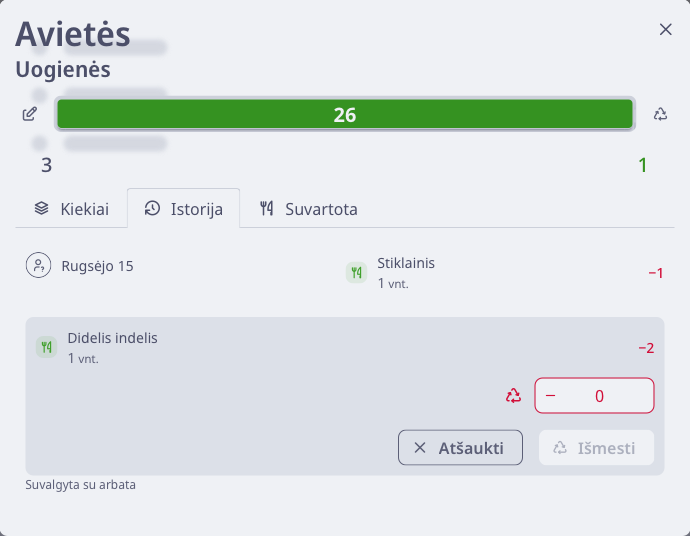 Avietės
Uogienės
26
3
1
Kiekiai
Istorija
Suvartota
Rugsėjo 15
Stiklainis
1 vnt.
−1
Didelis indelis
1 vnt.
−2
− 0
Atšaukti
Išmesti
Suvalgyta su arbata